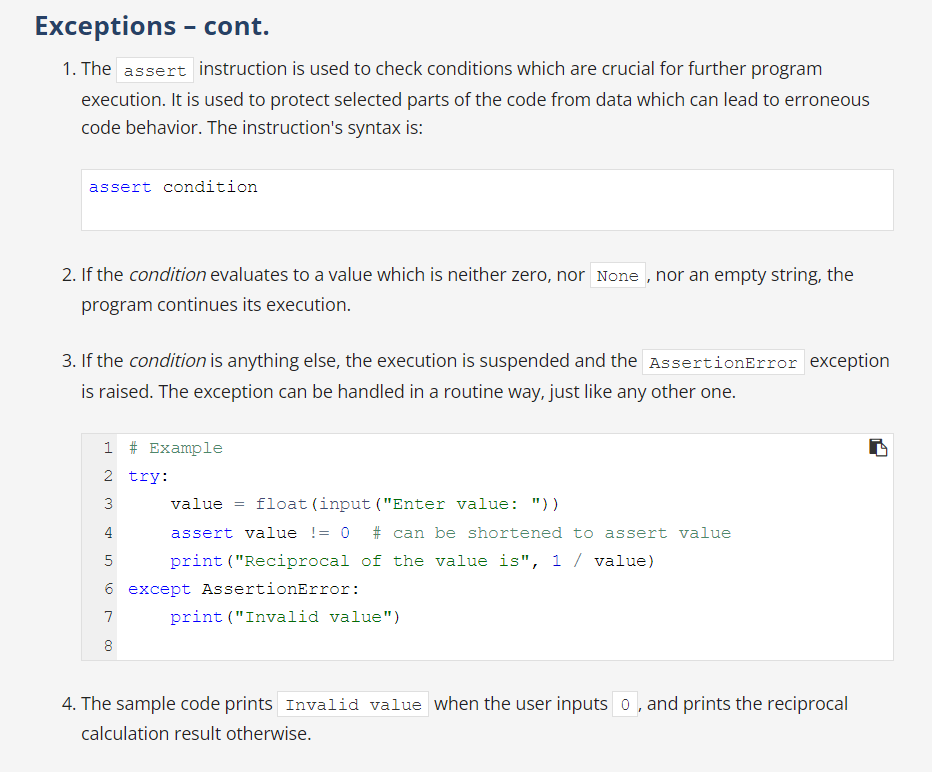 Exceptions – cont.
1. The assert instruction is used to check conditions which are crucial for further program
execution. It is used to protect selected parts of the code from data which can lead to erroneous
code behavior. The instruction's syntax is:
assert condition
2. If the condition evaluates to a value which is neither zero, nor None, nor an empty string, the
program continues its execution.
3. If the condition is anything else, the execution is suspended and the AssertionError exception
is raised. The exception can be handled in a routine way, just like any other one.
1 # Example
2 try:
3     value = float(input("Enter value: "))
4     assert value != 0  # can be shortened to assert value
5     print("Reciprocal of the value is", 1 / value)
6 except AssertionError:
7     print("Invalid value")
8
4. The sample code prints Invalid value when the user inputs 0, and prints the reciprocal
calculation result otherwise.